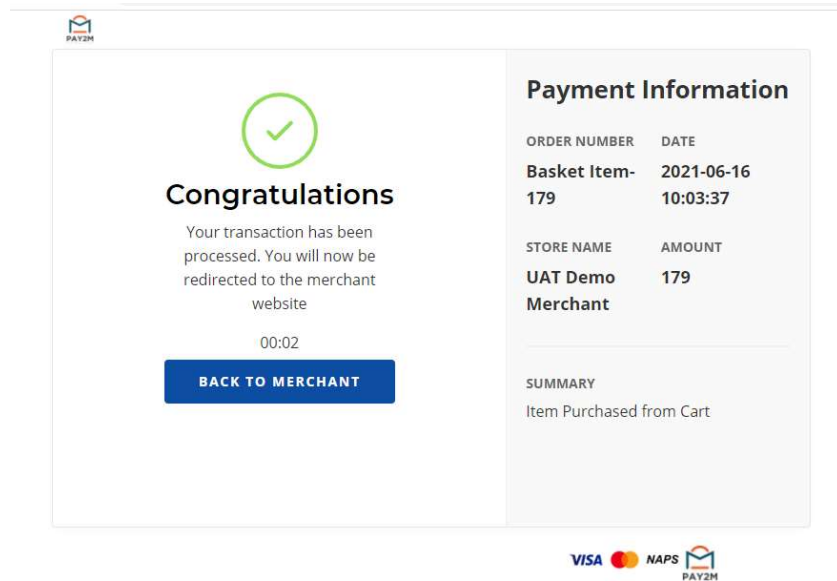 PAY2M
Congratulations
Your transaction has been
processed. You will now be
redirected to the merchant
website
00:02
BACK TO MERCHANT
Payment Information
ORDER NUMBER DATE
Basket Item- 2021-06-16
179 10:03:37
STORE NAME AMOUNT
UAT Demo 179
Merchant
SUMMARY
Item Purchased from Cart
VISA NAPS PAY2M